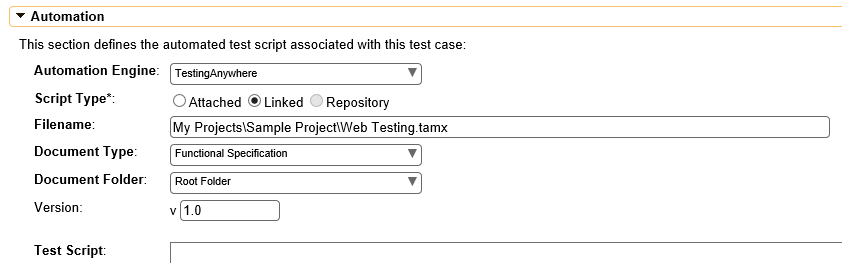 Automation
This section defines the automated test script associated with this test case:
Automation Engine: TestingAnywhere
Script Type*: Attached Linked Repository
Filename: My Projects\Sample Project\Web Testing.tamx
Document Type: Functional Specification
Document Folder: Root Folder
Version: v 1.0
Test Script: